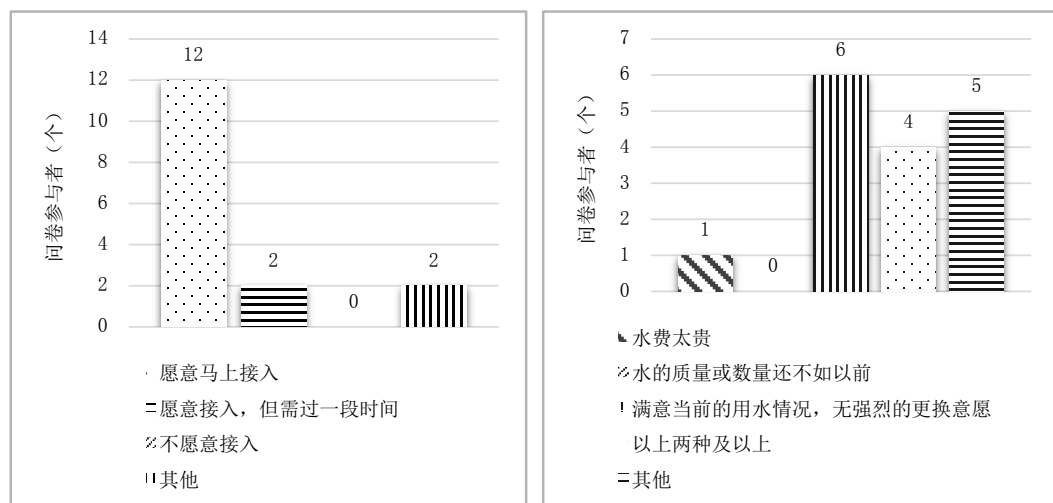 14
12
10
8
6
4
2
0
问卷参与者（个）
12
2
0
2
愿意马上接入
愿意接入，但需过一段时间
不愿意接入
其他
7
6
5
4
3
2
1
0
问卷参与者（个）
1
0
6
4
5
水费太贵
水的质量或数量还不如以前
满意当前的用水情况，无强烈的更换意愿
以上两种及以上
其他